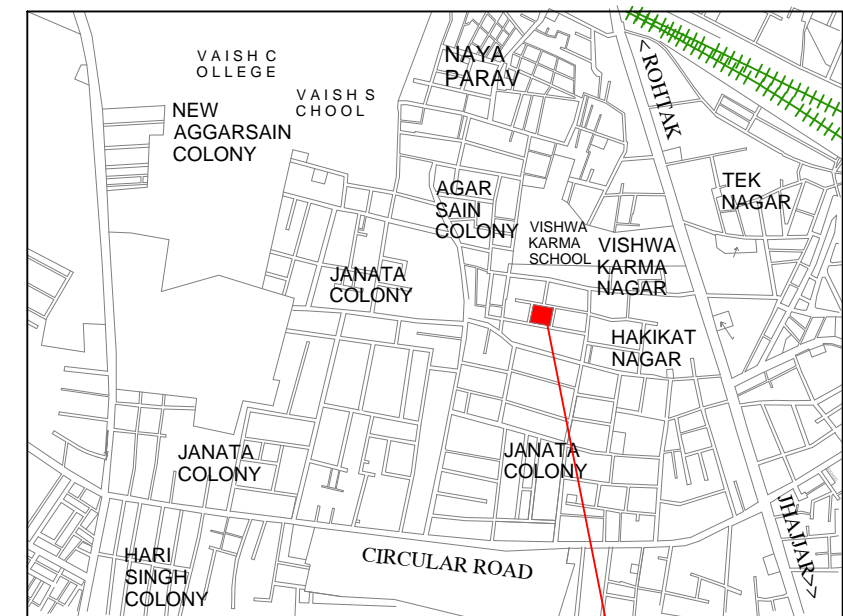 VAISH C
OLLEGE
VAISH S
CHOOL
NAYA
PARAV
< ROHTAK
NEW
AGGARSAIN
COLONY
TEK
NAGAR
AGAR
SAIN
COLONY
VISHWA
KARMA
SCHOOL
VISHWA
KARMA
NAGAR
JANATA
COLONY
HAKIKAT
NAGAR
JANATA
COLONY
JANATA
COLONY
JHAJJAR>>
CIRCULAR ROAD
HARI
SINGH
COLONY